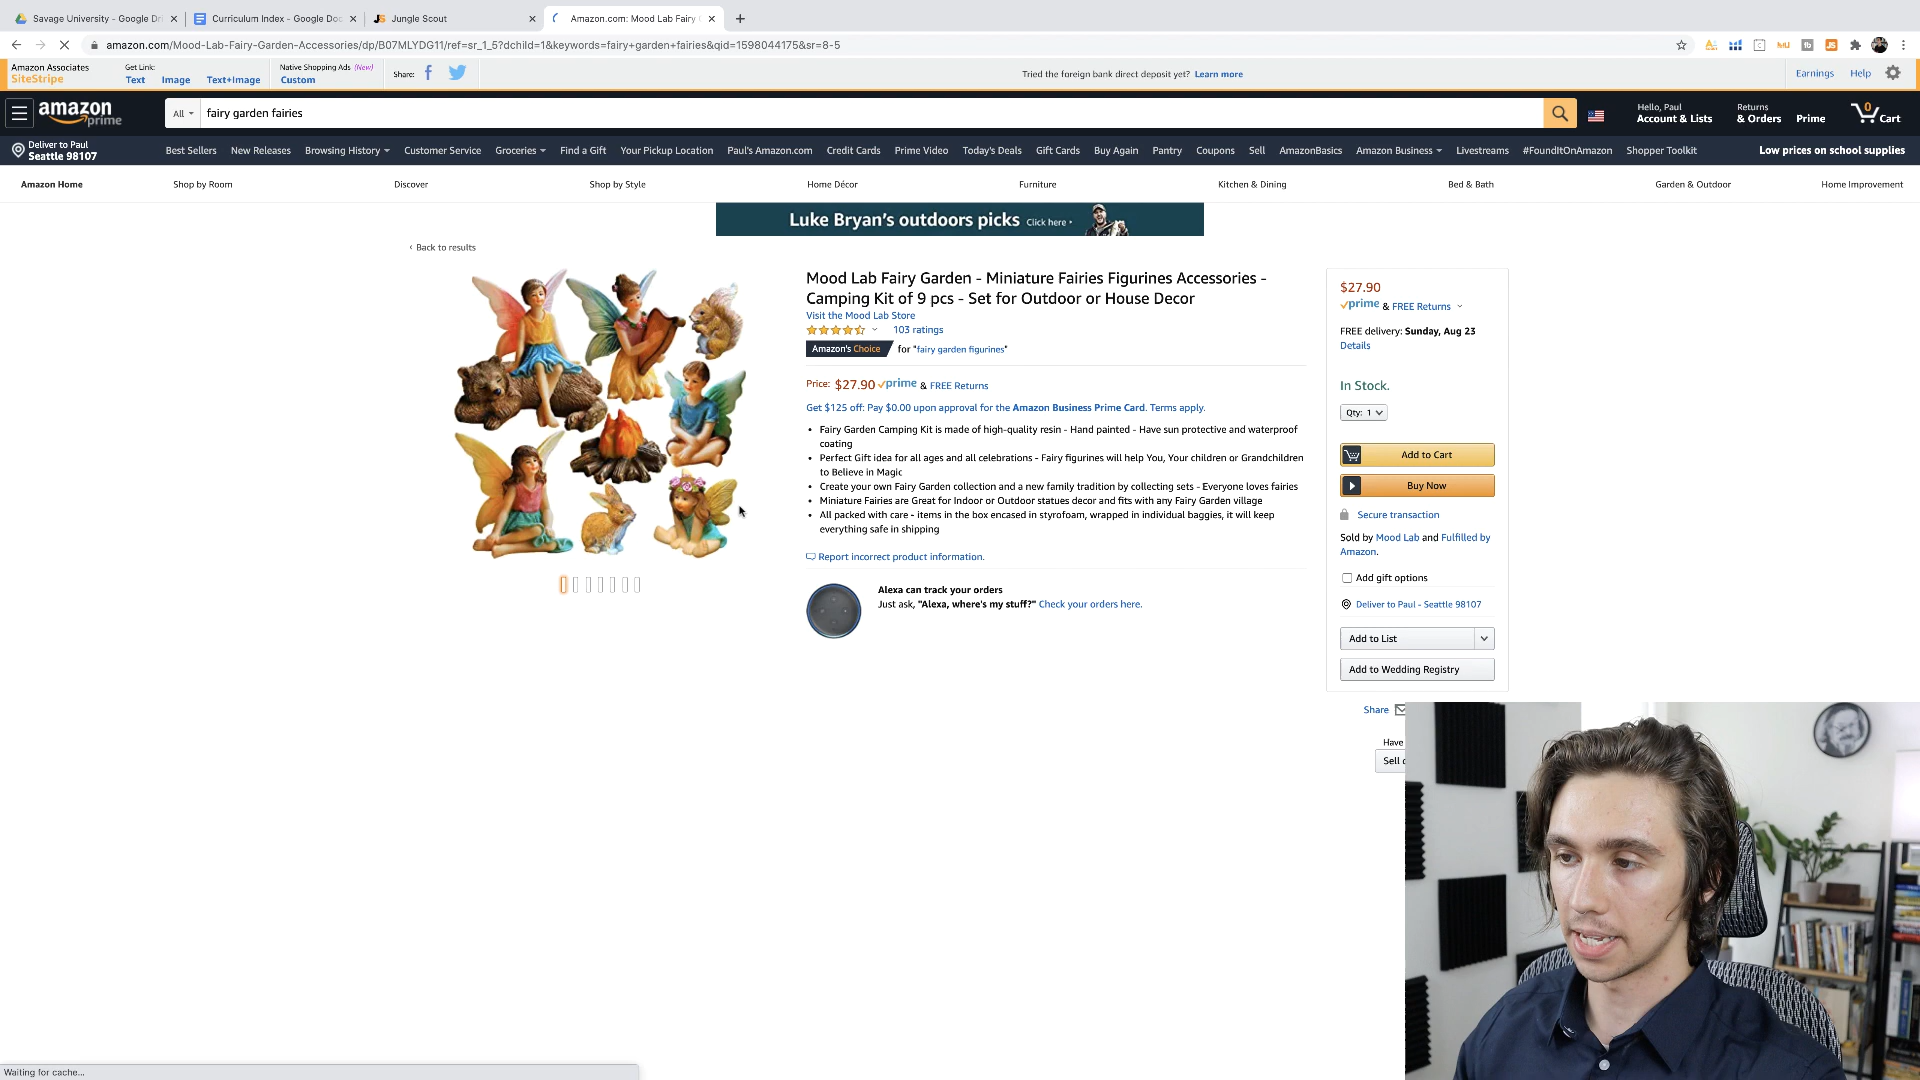 Savage University - Google Dri
Curriculum Index - Google Doc
Jungle Scout
Amazon.com: Mood Lab Fairy
amazon.com/Mood-Lab-Fairy-Garden-Accessories/dp/B07MLYDG11/ref=sr_1_5?dchild=1&keywords=fairy+garden+fairies&qid=1598044175&sr=8-5
Amazon Associates
SiteStripe
Get Link:
Text Image Text+Image
Native Shopping Ads (New)
Custom
Share:
Tried the foreign bank direct deposit yet? Learn more
Earnings Help
amazon prime
All
fairy garden fairies
Hello, Paul
Account & Lists
Returns
& Orders
Prime
0
Cart
Deliver to Paul
Seattle 98107
Best Sellers New Releases Browsing History Customer Service Groceries Find a Gift Your Pickup Location Paul's Amazon.com Credit Cards Prime Video Today's Deals Gift Cards Buy Again Pantry Coupons Sell AmazonBasics Amazon Business Livestreams #FoundItOnAmazon Shopper Toolkit Low prices on school supplies
Amazon Home Shop by Room Discover Shop by Style Home Décor Furniture Kitchen & Dining Bed & Bath Garden & Outdoor Home Improvement
Luke Bryan's outdoors picks Click here ›
‹ Back to results
Mood Lab Fairy Garden - Miniature Fairies Figurines Accessories -
Camping Kit of 9 pcs - Set for Outdoor or House Decor
Visit the Mood Lab Store
103 ratings
Amazon's Choice for "fairy garden figurines"
Price: $27.90 prime & FREE Returns
Get $125 off: Pay $0.00 upon approval for the Amazon Business Prime Card. Terms apply.
• Fairy Garden Camping Kit is made of high-quality resin - Hand painted - Have sun protective and waterproof
coating
• Perfect Gift idea for all ages and all celebrations - Fairy figurines will help You, Your children or Grandchildren
to Believe in Magic
• Create your own Fairy Garden collection and a new family tradition by collecting sets - Everyone loves fairies
• Miniature Fairies are Great for Indoor or Outdoor statues decor and fits with any Fairy Garden village
• All packed with care - items in the box encased in styrofoam, wrapped in individual baggies, it will keep
everything safe in shipping
Report incorrect product information.
Alexa can track your orders
Just ask, "Alexa, where's my stuff?" Check your orders here.
$27.90
prime & FREE Returns
FREE delivery: Sunday, Aug 23
Details
In Stock.
Qty: 1
Add to Cart
Buy Now
Secure transaction
Sold by Mood Lab and Fulfilled by
Amazon.
Add gift options
Deliver to Paul - Seattle 98107
Add to List
Add to Wedding Registry
Share
Have
Sell
Waiting for cache...